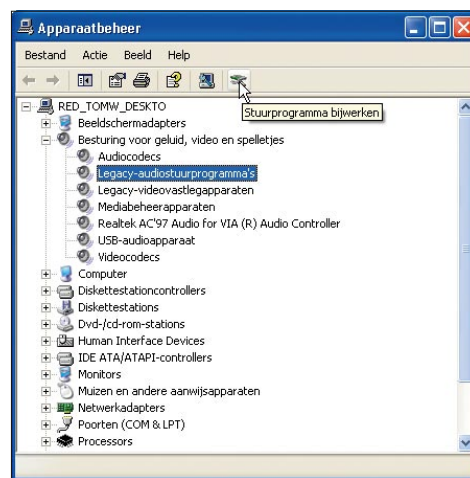 Apparaatbeheer
Bestand Actie Beeld Help
Stuurprogramma bijwerken
RED_TOMW_DESKTO
Beeldschermadapters
Besturing voor geluid, video en spelletjes
Audiocodecs
Legacy-audiostuurprogramma's
Legacy-videovastlegapparaten
Mediabeheerapparaten
Realtek AC'97 Audio for VIA (R) Audio Controller
USB-audioapparaat
Videocodecs
Computer
Diskettestationcontrollers
Diskettestations
Dvd-/cd-rom-stations
Human Interface Devices
IDE ATA/ATAPI-controllers
Monitors
Muizen en andere aanwijsapparaten
Netwerkadapters
Poorten (COM & LPT)
Processors